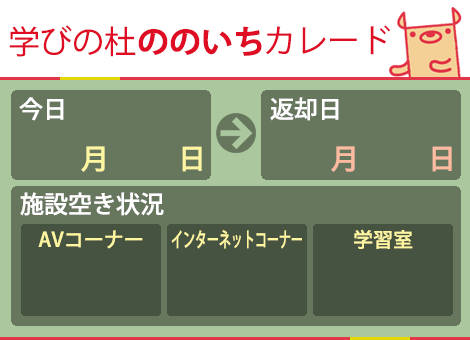 学びの杜ののいちカレード
今日 返却日
月 日 月 日
施設空き状況
AVコーナー インターネットコーナー 学習室